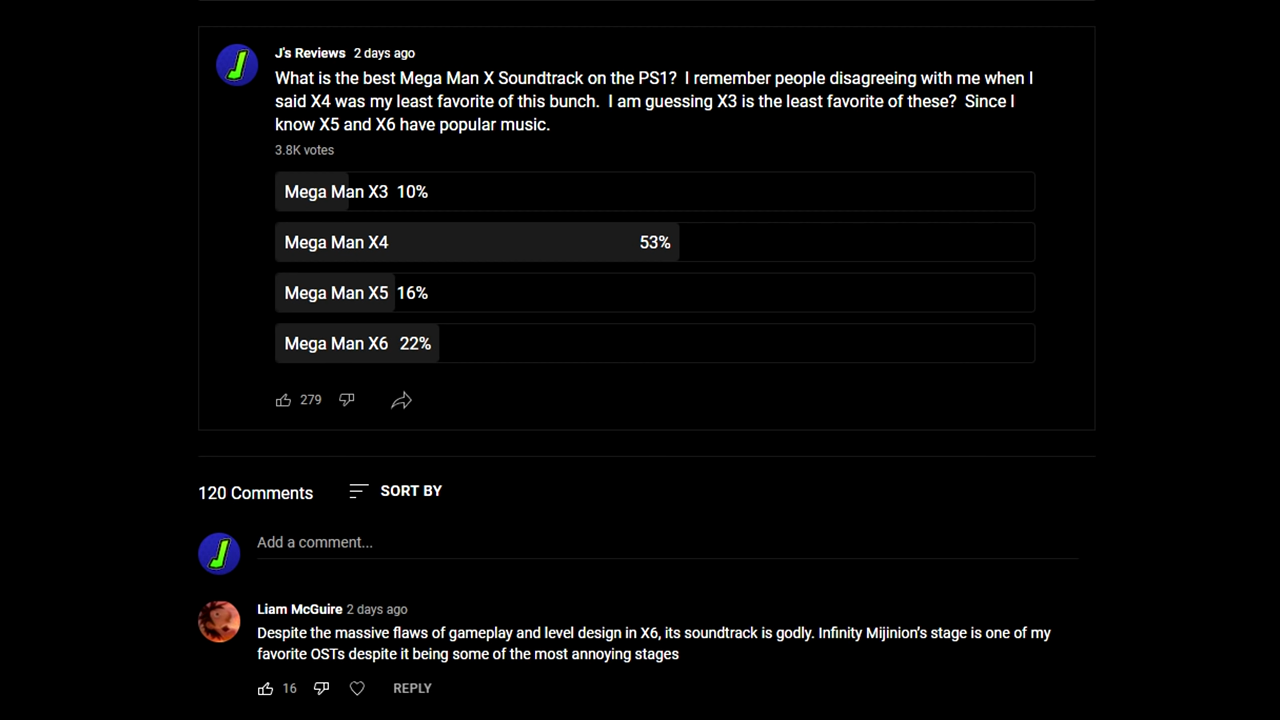 J's Reviews 2 days ago
What is the best Mega Man X Soundtrack on the PS1?  I remember people disagreeing with me when I
said X4 was my least favorite of this bunch.  I am guessing X3 is the least favorite of these?  Since I
know X5 and X6 have popular music.
3.8K votes
Mega Man X3 10%
Mega Man X4 53%
Mega Man X5 16%
Mega Man X6 22%
279
120 Comments SORT BY
Add a comment...
Liam McGuire 2 days ago
Despite the massive flaws of gameplay and level design in X6, its soundtrack is godly. Infinity Mijinion's stage is one of my
favorite OSTs despite it being some of the most annoying stages
16 REPLY